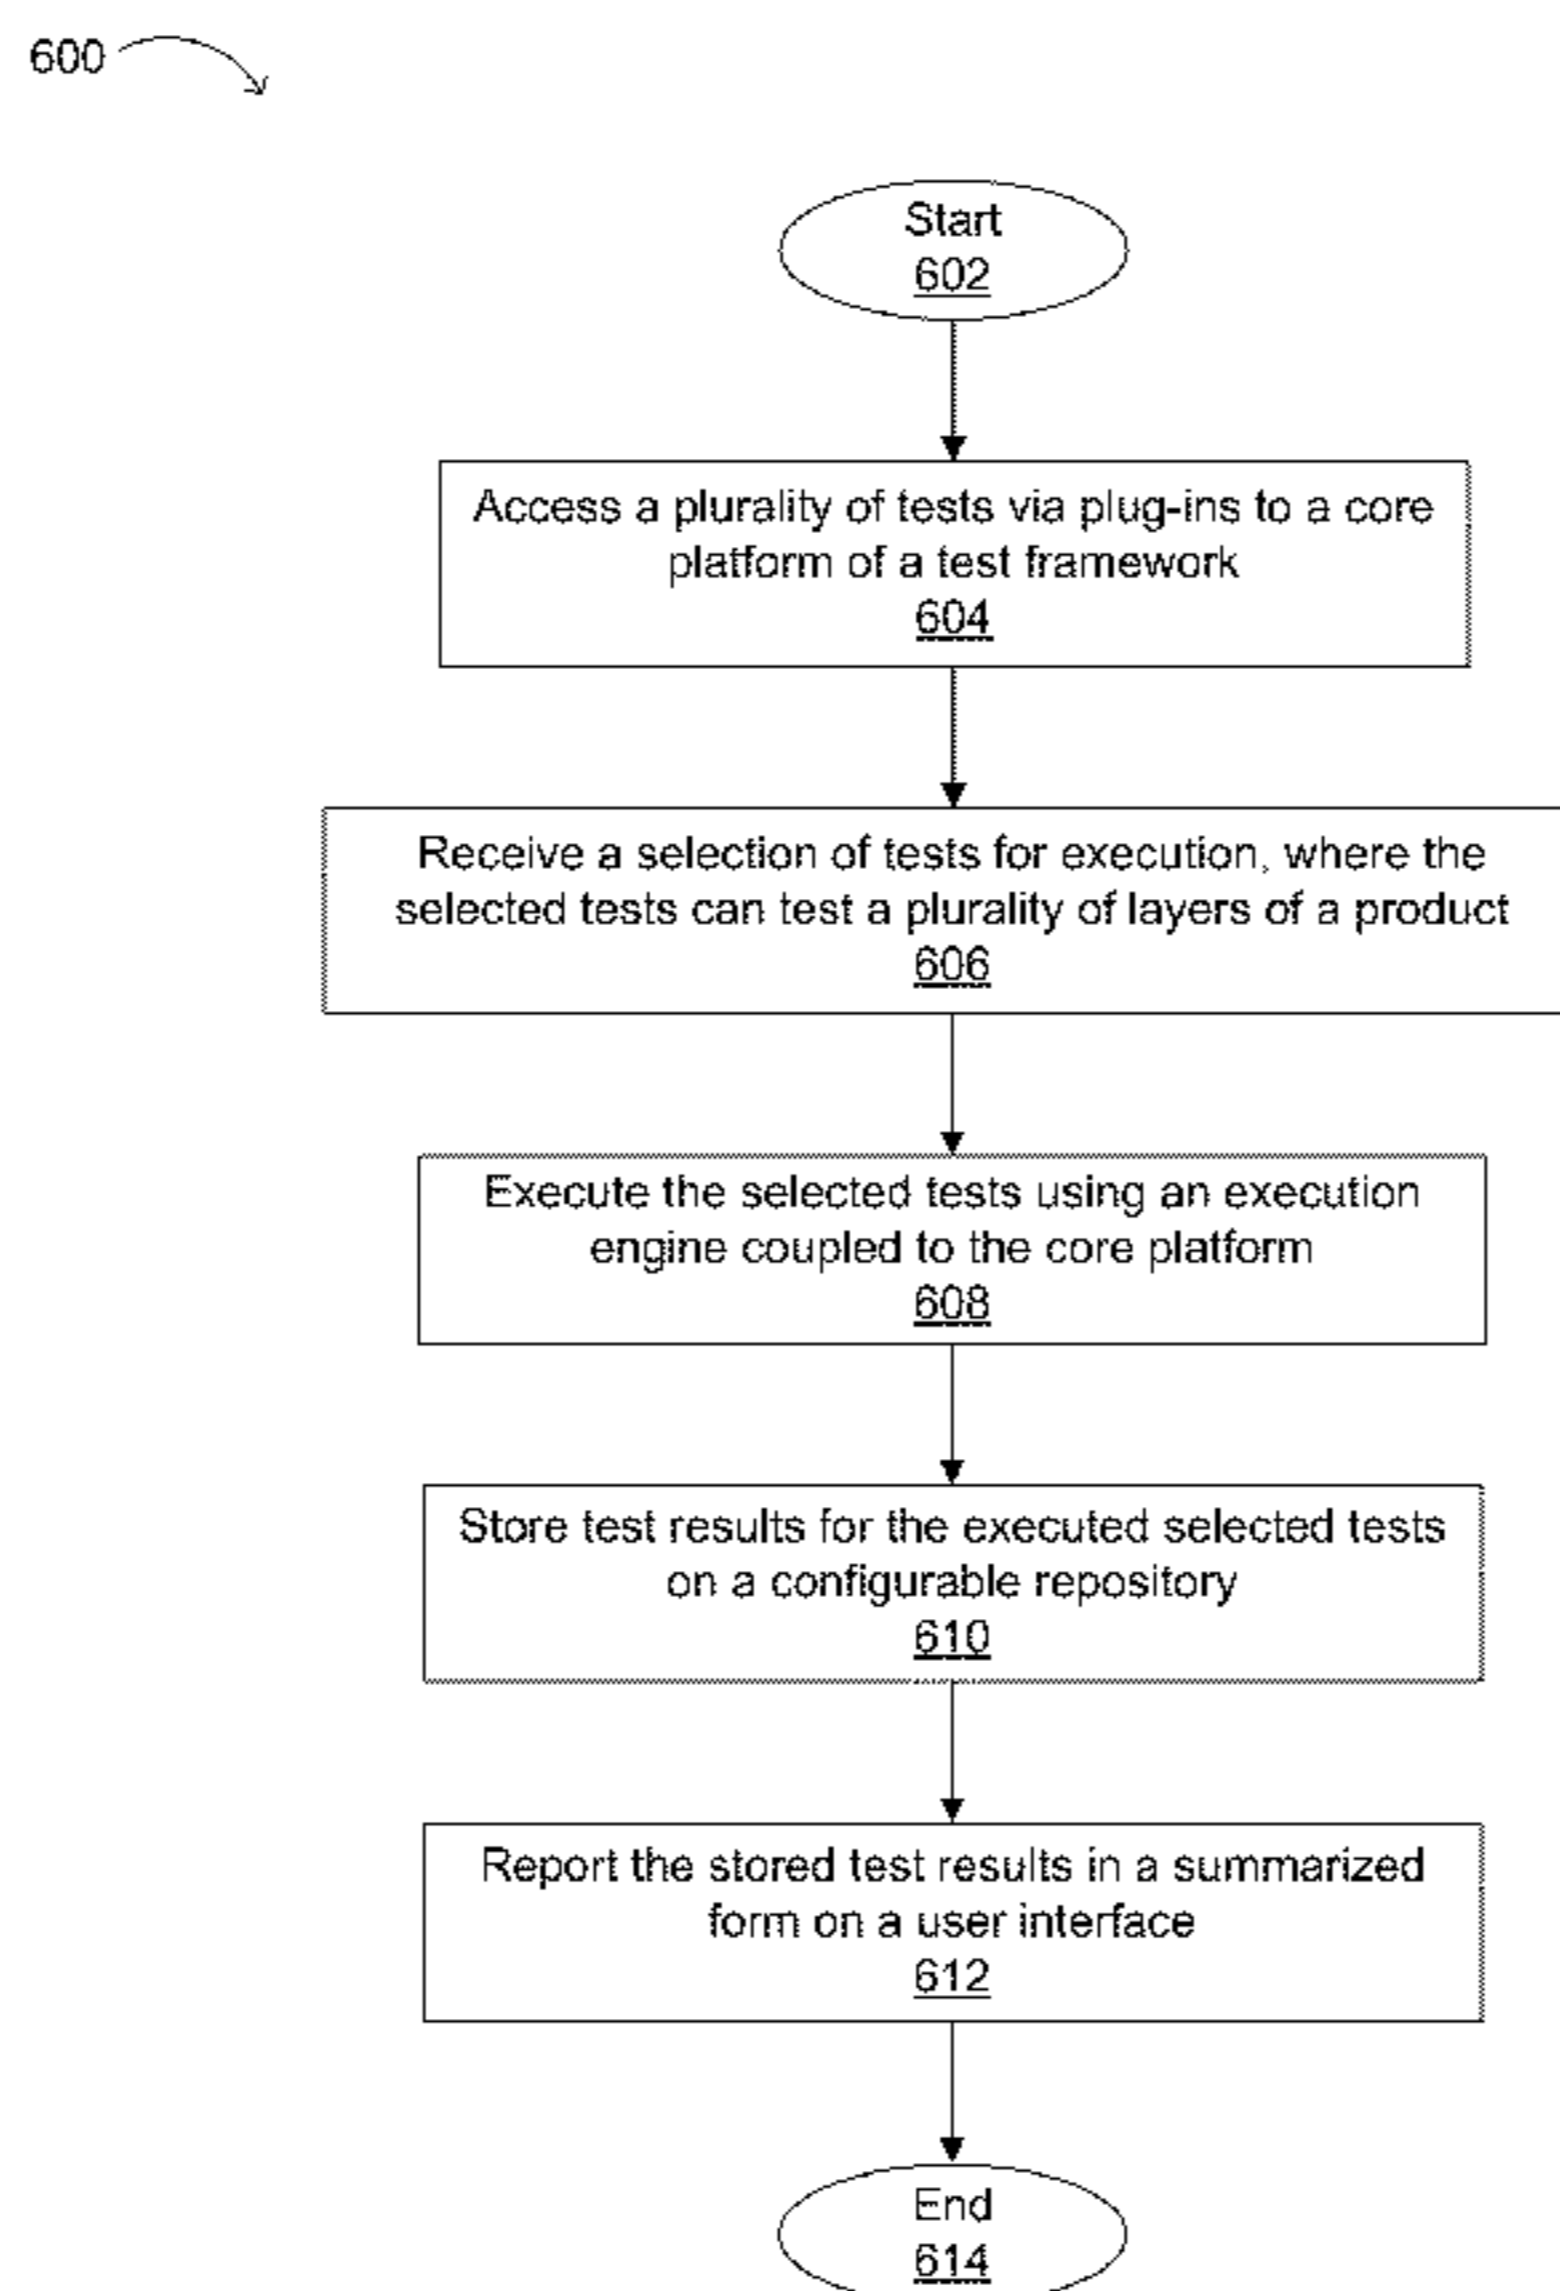 600
Start
602
Access a plurality of tests via plug-ins to a core
platform of a test framework
604
Receive a selection of tests for execution, where the
selected tests can test a plurality of layers of a product
606
Execute the selected tests using an execution
engine coupled to the core platform
608
Store test results for the executed selected tests
on a configurable repository
610
Report the stored test results in a summarized
form on a user interface
612
End
614